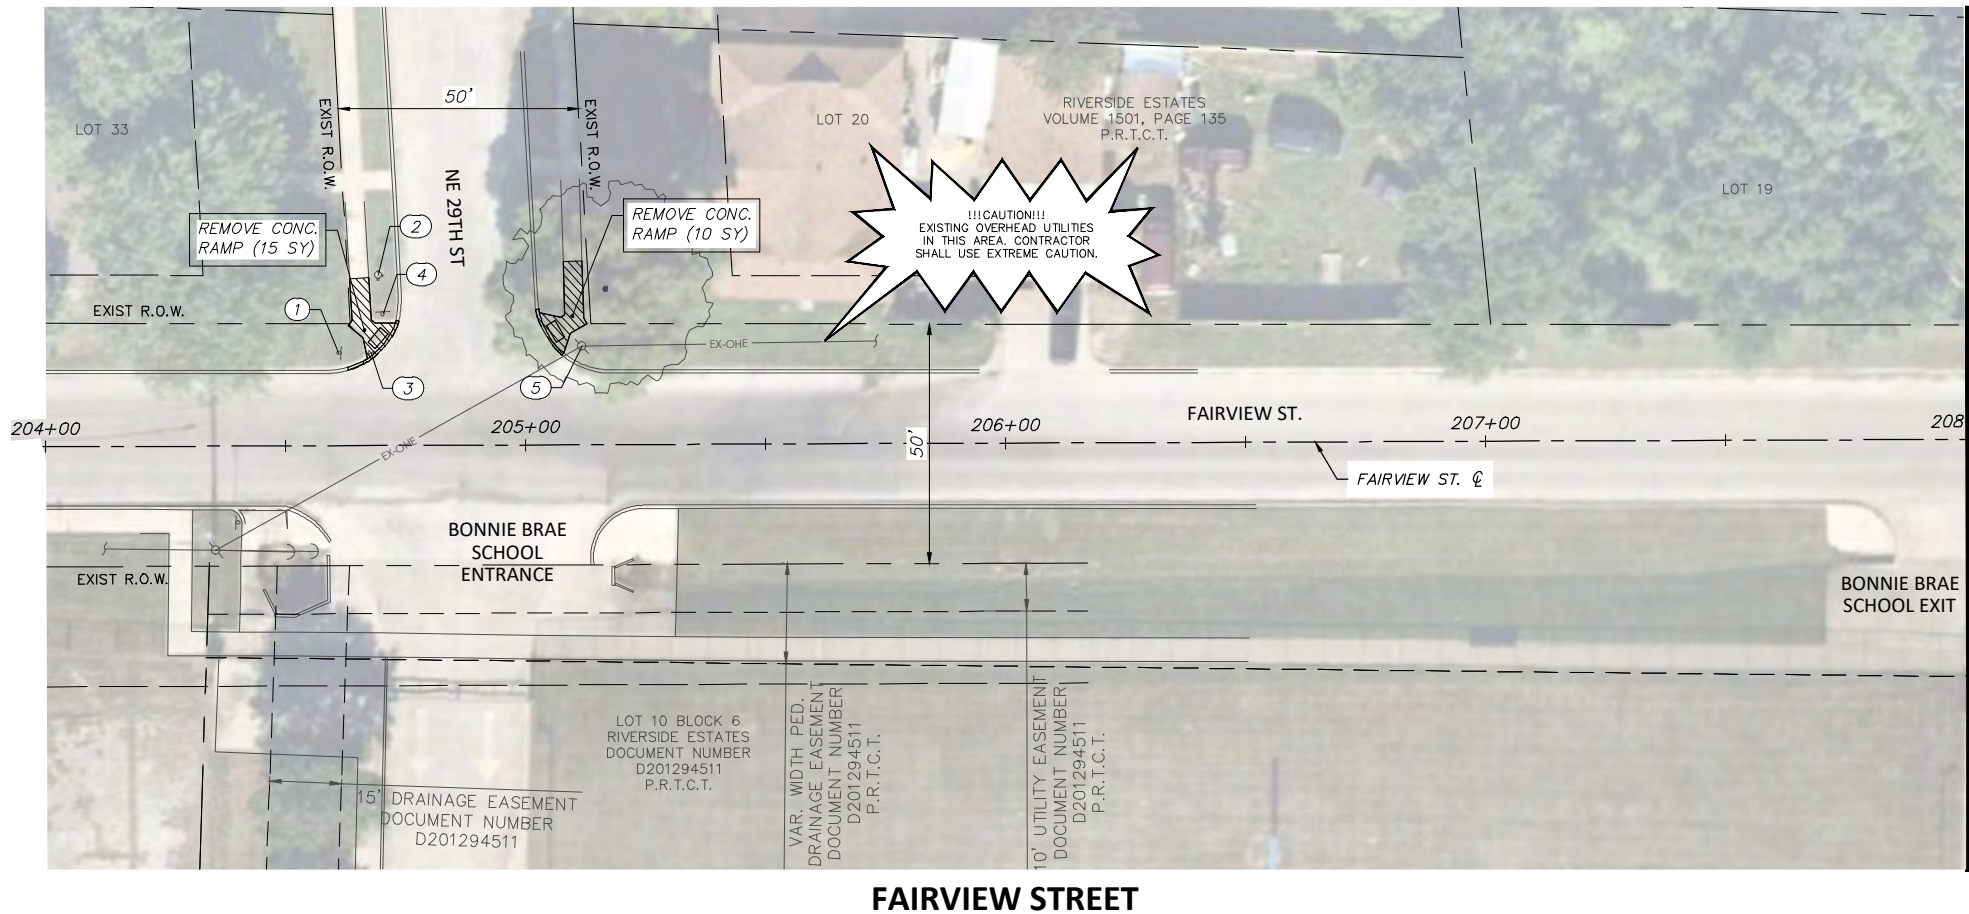 50'
EXIST R.O.W.
EXIST R.O.W.
LOT 33
LOT 20
RIVERSIDE ESTATES
VOLUME 1501, PAGE 135
P.R.T.C.T.
LOT 19
NE 29TH ST
REMOVE CONC.
RAMP (15 SY)
REMOVE CONC.
RAMP (10 SY)
!!!CAUTION!!!
EXISTING OVERHEAD UTILITIES
IN THIS AREA. CONTRACTOR
SHALL USE EXTREME CAUTION.
2
4
1
EXIST R.O.W.
EX-OHE
3
5
FAIRVIEW ST.
204+00
205+00
206+00
207+00
208
EX-OHE
50'
FAIRVIEW ST. ℄
BONNIE BRAE
SCHOOL
ENTRANCE
EXIST R.O.W.
BONNIE BRAE
SCHOOL EXIT
LOT 10 BLOCK 6
RIVERSIDE ESTATES
DOCUMENT NUMBER
D201294511
P.R.T.C.T.
VAR. WIDTH PED.
DRAINAGE EASEMENT
DOCUMENT NUMBER
D201294511
P.R.T.C.T.
10' UTILITY EASEMENT
DOCUMENT NUMBER
D201294511
P.R.T.C.T.
15' DRAINAGE EASEMENT
DOCUMENT NUMBER
D201294511
FAIRVIEW STREET